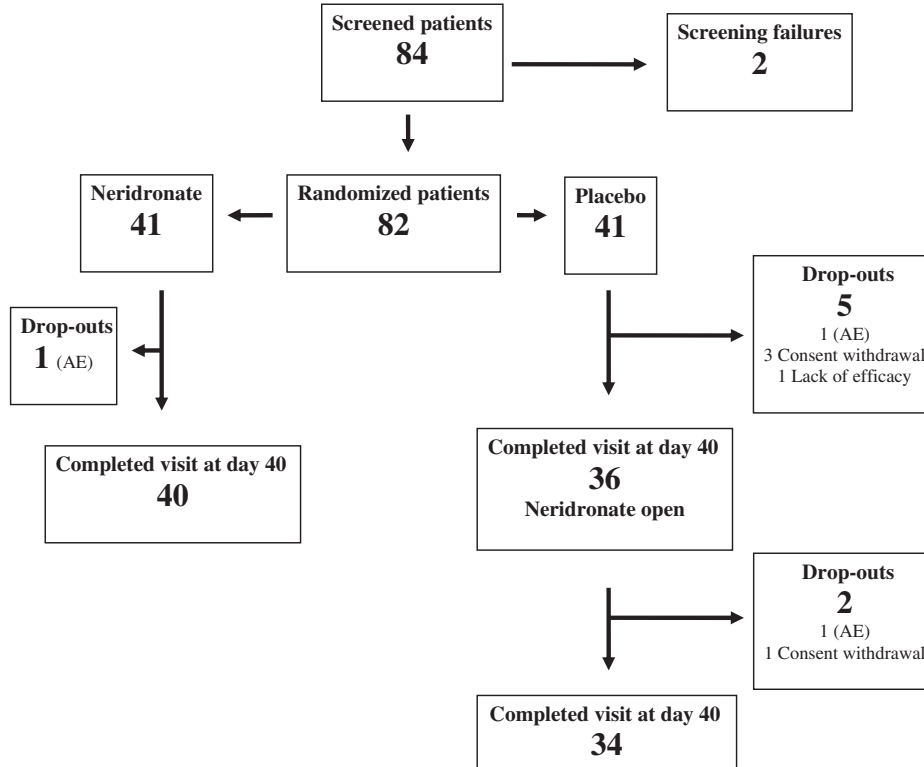 Screened patients
84
Screening failures
2
Neridronate
41
Randomized patients
82
Placebo
41
Drop-outs
1 (AE)
Drop-outs
5
1 (AE)
3 Consent withdrawal
1 Lack of efficacy
Completed visit at day 40
40
Completed visit at day 40
36
Neridronate open
Drop-outs
2
1 (AE)
1 Consent withdrawal
Completed visit at day 40
34